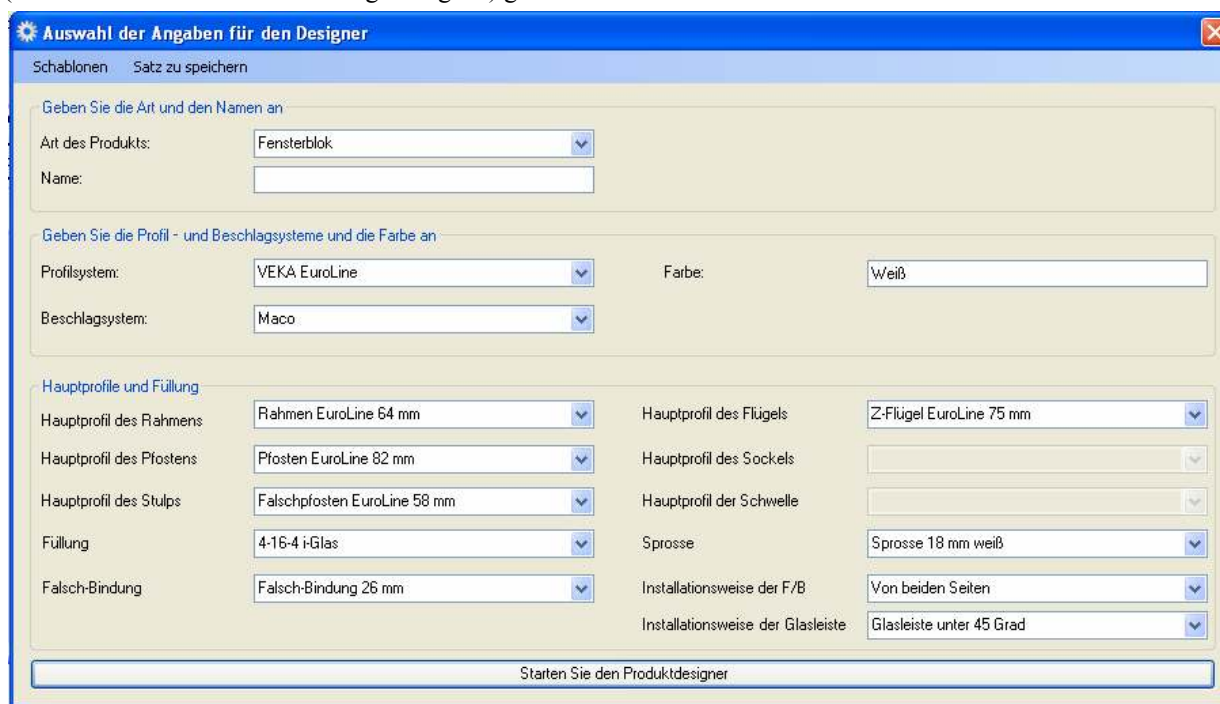 Auswahl der Angaben für den Designer
Schablonen Satz zu speichern
Geben Sie die Art und den Namen an
Art des Produkts: Fensterblok
Name:
Geben Sie die Profil - und Beschlagsysteme und die Farbe an
Profilsystem: VEKA EuroLine Farbe: Weiß
Beschlagsystem: Maco
Hauptprofile und Füllung
Hauptprofil des Rahmens Rahmen EuroLine 64 mm Hauptprofil des Flügels Z-Flügel EuroLine 75 mm
Hauptprofil des Pfostens Pfosten EuroLine 82 mm Hauptprofil des Sockels
Hauptprofil des Stulps Falschpfosten EuroLine 58 mm Hauptprofil der Schwelle
Füllung 4-16-4 i-Glas Sprosse Sprosse 18 mm weiß
Falsch-Bindung Falsch-Bindung 26 mm Installationsweise der F/B Von beiden Seiten
Installationsweise der Glasleiste Glasleiste unter 45 Grad
Starten Sie den Produktdesigner